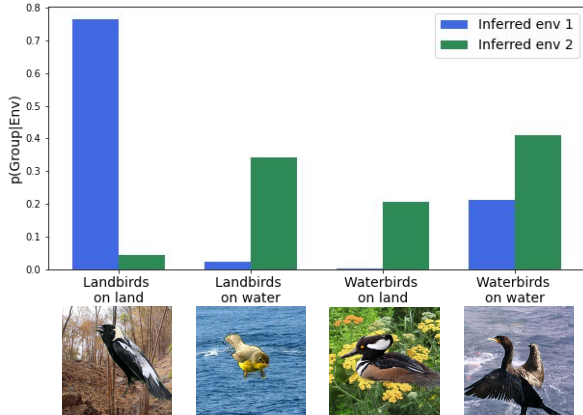 0.8
0.7
0.6
0.5
0.4
0.3
0.2
0.1
0.0
p(Group|Env)
Inferred env 1
Inferred env 2
Landbirds
on land
Landbirds
on water
Waterbirds
on land
Waterbirds
on water